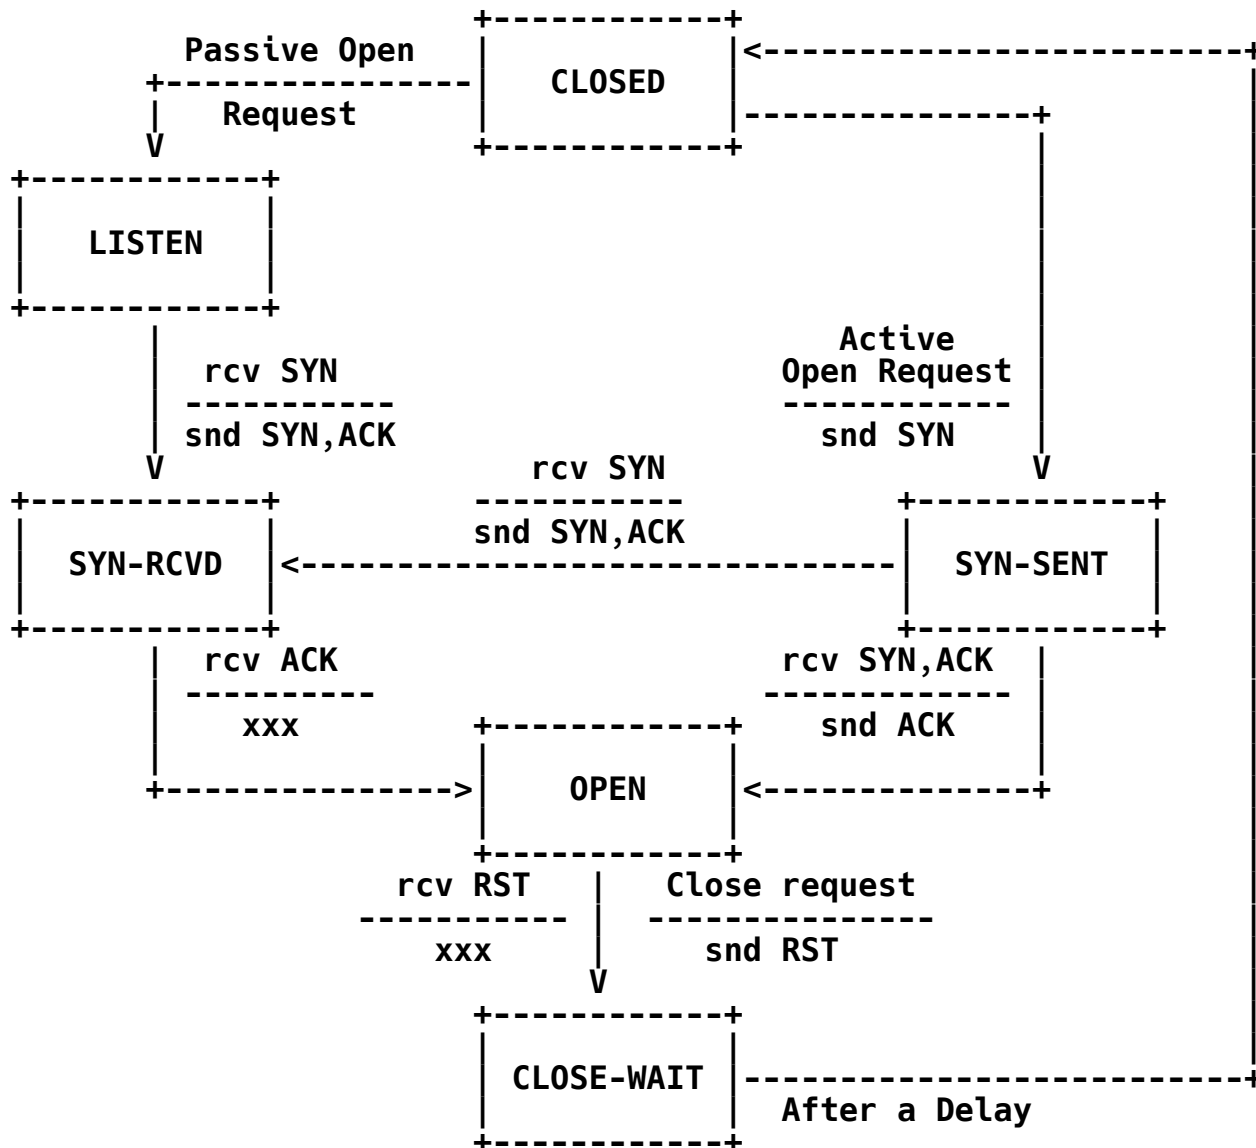 Passive Open
CLOSED
Request
LISTEN
Active
rcv SYN
Open Request
snd SYN,ACK
snd SYN
rcv SYN
snd SYN,ACK
SYN-RCVD
SYN-SENT
rcv ACK
rcv SYN,ACK
xxx
snd ACK
OPEN
rcv RST
Close request
xxx
snd RST
CLOSE-WAIT
After a Delay